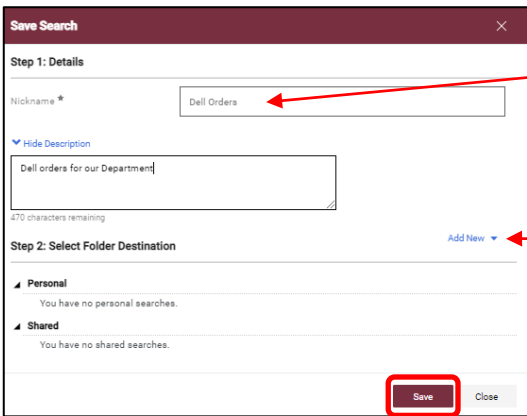 Save Search
Step 1: Details
Nickname ★ Dell Orders
Hide Description
Dell orders for our Department
470 characters remaining
Add New
Step 2: Select Folder Destination
Personal
You have no personal searches.
Shared
You have no shared searches.
Save Close